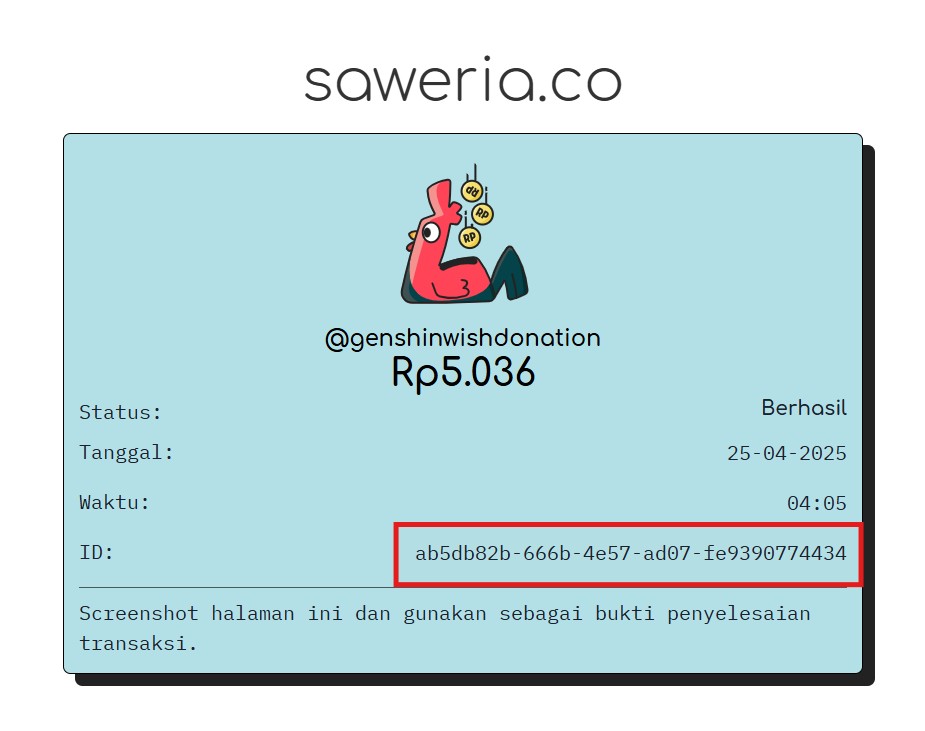 saweria.co
RP
RP
RP
@genshinwishdonation
Rp5.036
Status: Berhasil
Tanggal: 25-04-2025
Waktu: 04:05
ID: ab5db82b-666b-4e57-ad07-fe9390774434
Screenshot halaman ini dan gunakan sebagai bukti penyelesaian
transaksi.